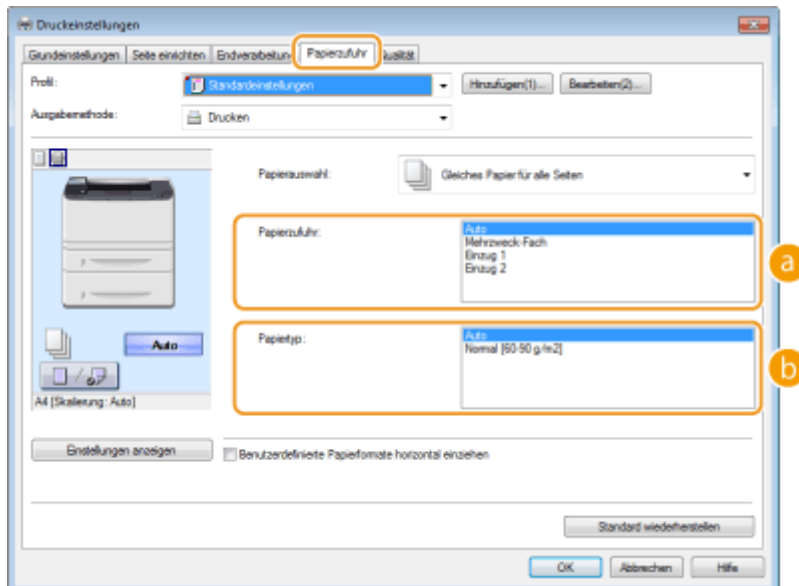 Druckeinstellungen
Grundeinstellungen Seite einrichten Endverarbeitung Papierzufuhr Qualität
Profil: Standardeinstellungen Hinzufügen(1)... Bearbeiten(2)...
Ausgabemethode: Drucken
Papierauswahl: Gleiches Papier für alle Seiten
Papierzufuhr: Auto
Mehrzweck-Fach
Einzug 1
Einzug 2
a
Auto
Papiertyp: Auto
Normal [60-90 g/m2]
b
A4 [Skalierung: Auto]
Einstellungen anzeigen Benutzerdefinierte Papierformate horizontal einziehen
Standard wiederherstellen
OK Abbrechen Hilfe